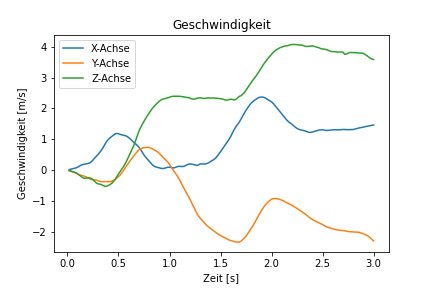 Geschwindigkeit
X-Achse
Y-Achse
Z-Achse
Geschwindigkeit [m/s]
4
3
2
1
0
−1
−2
0.0 0.5 1.0 1.5 2.0 2.5 3.0
Zeit [s]